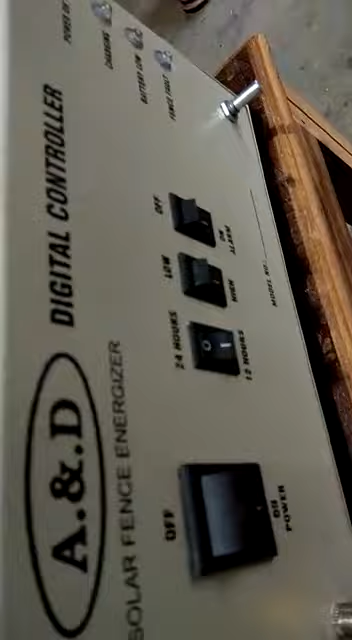 A.&.D DIGITAL CONTROLLER
SOLAR FENCE ENERGIZER
POWER ON
CHARGING
BATTERY LOW
FENCE FAULT
OFF
ON
POWER
24 HOURS
12 HOURS
LOW
HIGH
OFF
ON
ALARM
MODEL NO.